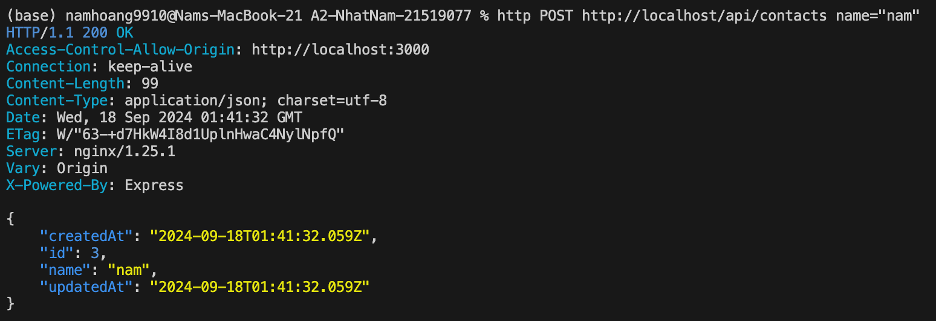 (base) namhoang9910@Nams-MacBook-21 A2-NhatNam-21519077 % http POST http://localhost/api/contacts name="nam"
HTTP/1.1 200 OK
Access-Control-Allow-Origin: http://localhost:3000
Connection: keep-alive
Content-Length: 99
Content-Type: application/json; charset=utf-8
Date: Wed, 18 Sep 2024 01:41:32 GMT
ETag: W/"63-+d7HkW4I8d1UplnHwaC4NylNpfQ"
Server: nginx/1.25.1
Vary: Origin
X-Powered-By: Express
{
    "createdAt": "2024-09-18T01:41:32.059Z",
    "id": 3,
    "name": "nam",
    "updatedAt": "2024-09-18T01:41:32.059Z"
}